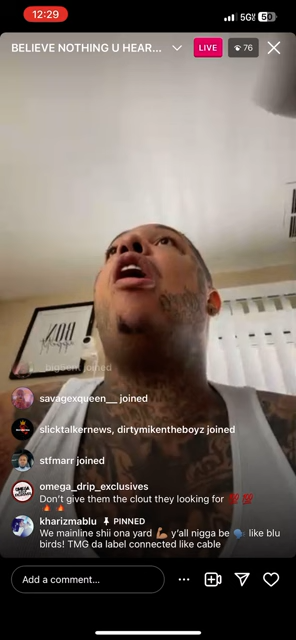 12:29
5G
50
BELIEVE NOTHING U HEAR...
LIVE
76
joined
savagexqueen__ joined
slicktalkernews, dirtymikentheboyz joined
stfmarr joined
omega_drip_exclusives
Don't give them the clout they looking for 💯 💯
🔥 🔥
kharizmablu PINNED
We mainline shii ona yard 💪🏽 y'all nigga be 🗣️ like blu
birds! TMG da label connected like cable
Add a comment...